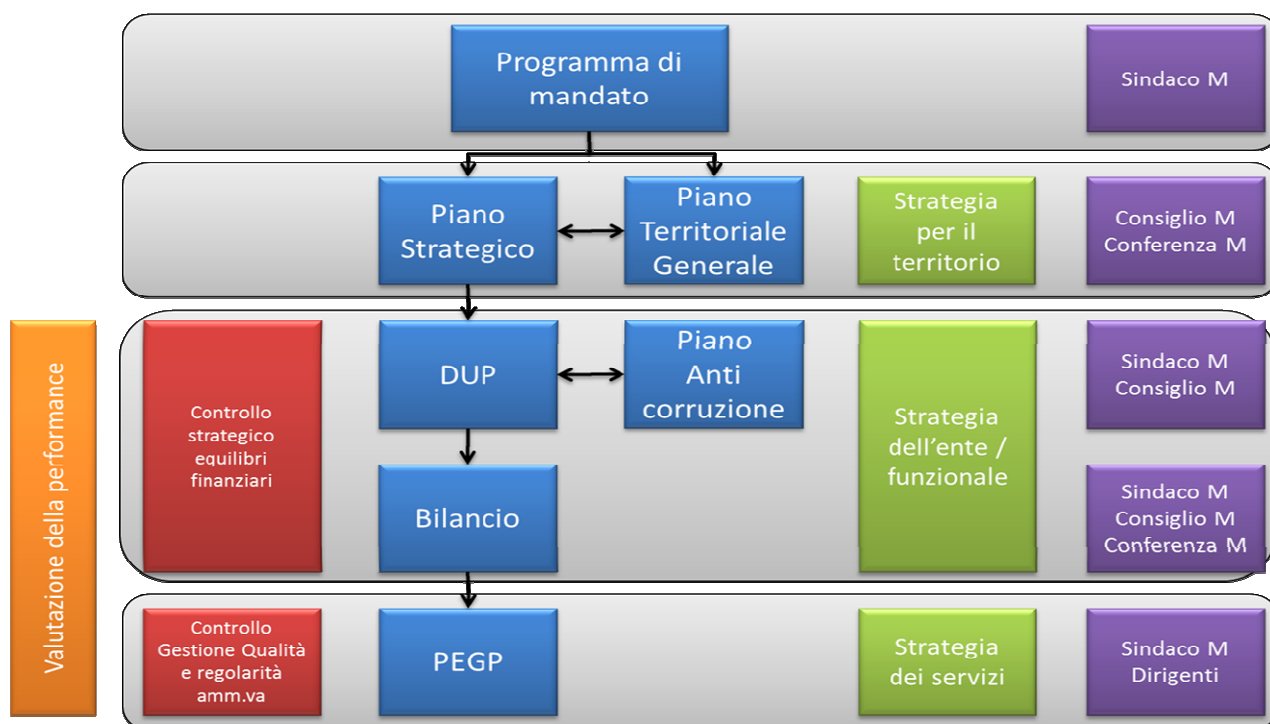 Programma di
mandato
Sindaco M
Piano
Strategico
Piano
Territoriale
Generale
Strategia
per il
territorio
Consiglio M
Conferenza M
Valutazione della performance
Controllo
strategico
equilibri
finanziari
DUP
Piano
Anti
corruzione
Strategia
dell'ente /
funzionale
Sindaco M
Consiglio M
Bilancio
Sindaco M
Consiglio M
Conferenza M
Controllo
Gestione Qualità
e regolarità
amm.va
PEGP
Strategia
dei servizi
Sindaco M
Dirigenti